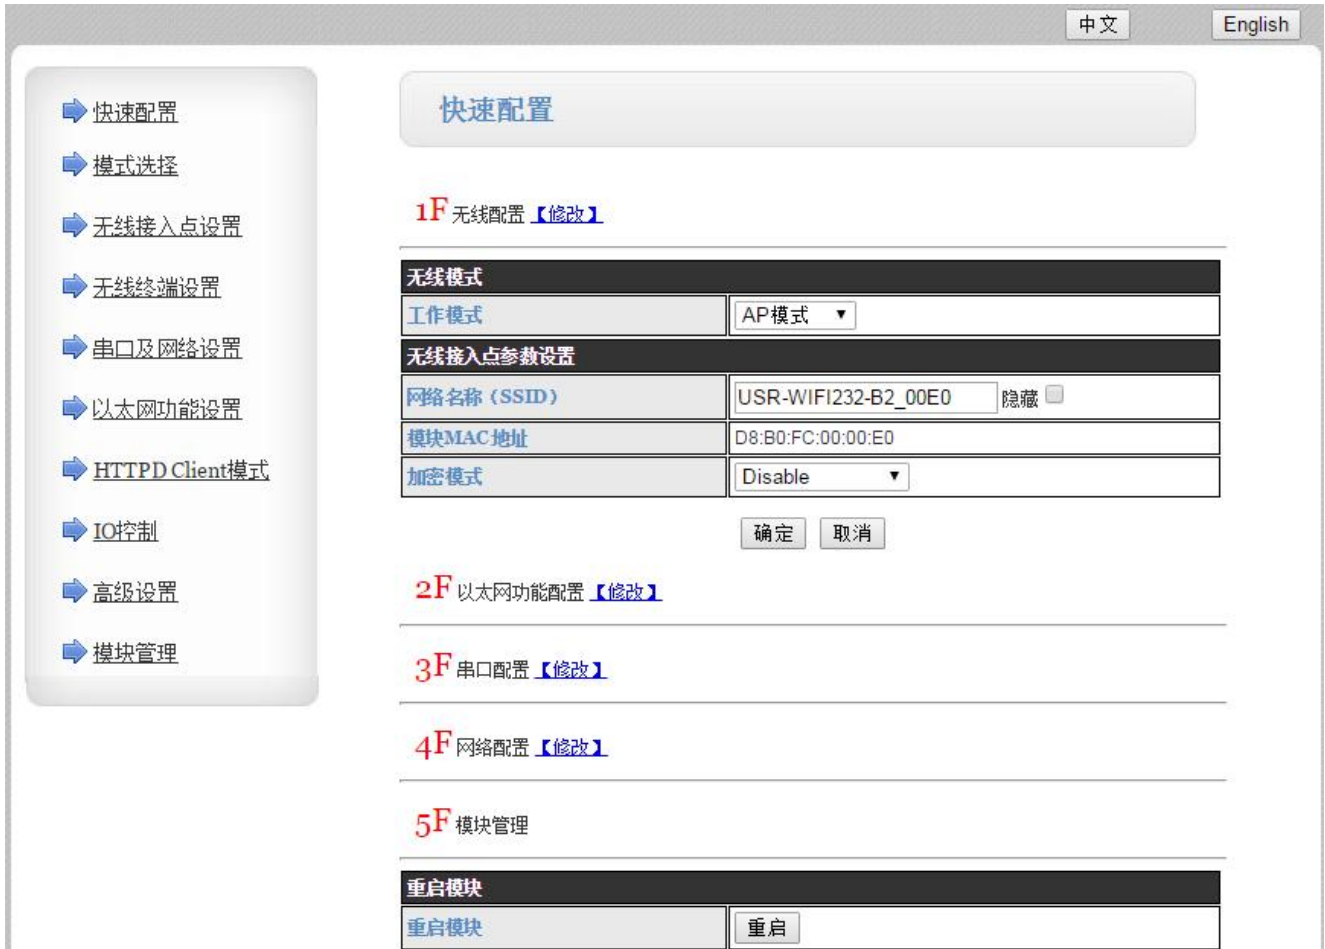 中文 English
快速配置
模式选择
无线接入点设置
无线终端设置
串口及网络设置
以太网功能设置
HTTPD Client模式
IO控制
高级设置
模块管理
快速配置
1F 无线配置 【修改】
无线模式
工作模式 AP模式
无线接入点参数设置
网络名称（SSID） USR-WIFI232-B2_00E0 隐藏
模块MAC地址 D8:B0:FC:00:00:E0
加密模式 Disable
确定 取消
2F 以太网功能配置 【修改】
3F 串口配置 【修改】
4F 网络配置 【修改】
5F 模块管理
重启模块
重启模块 重启